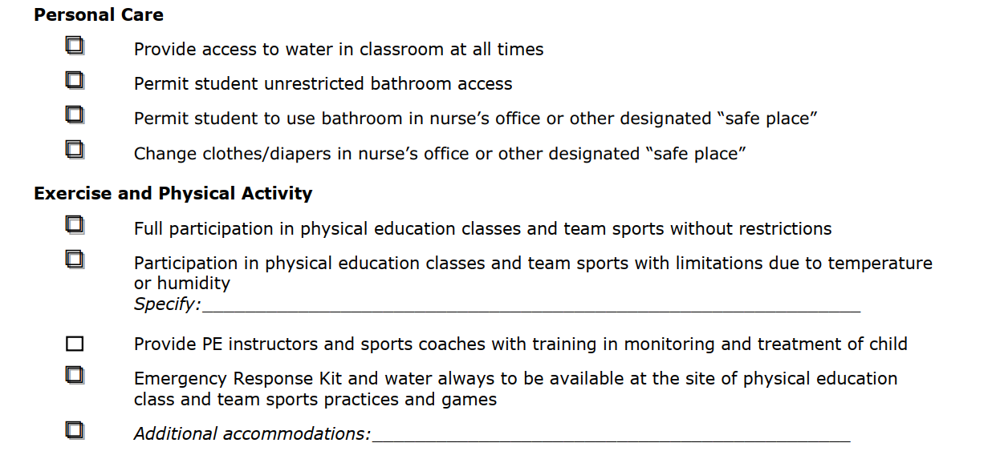 Personal Care
Provide access to water in classroom at all times
Permit student unrestricted bathroom access
Permit student to use bathroom in nurse’s office or other designated “safe place”
Change clothes/diapers in nurse’s office or other designated “safe place”
Exercise and Physical Activity
Full participation in physical education classes and team sports without restrictions
Participation in physical education classes and team sports with limitations due to temperature
or humidity
Specify:
Provide PE instructors and sports coaches with training in monitoring and treatment of child
Emergency Response Kit and water always to be available at the site of physical education
class and team sports practices and games
Additional accommodations: